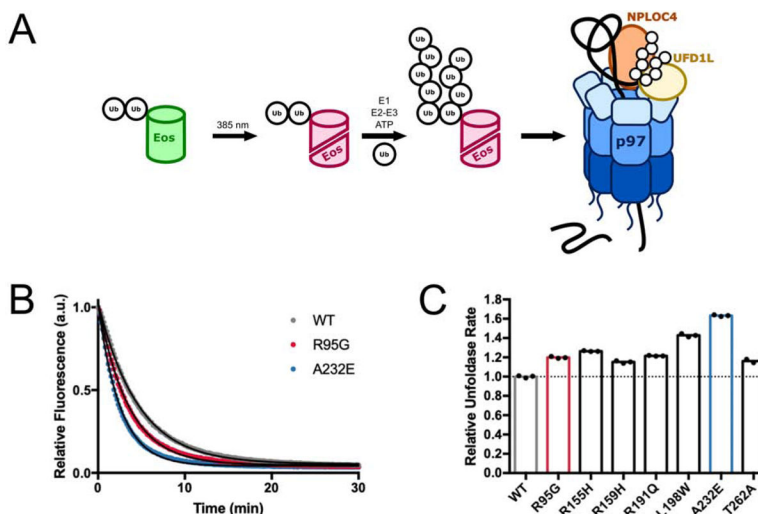 A
NPLOC4
UFD1L
Ub Ub
Eos
385 nm
Ub Ub
Eos
E1
E2-E3
ATP
Ub
Ub Ub
Ub Ub
Ub Ub
Ub Ub
Ub Ub
Eos
p97
B
Relative Fluorescence (a.u.)
1.0
0.5
0.0
0
10
20
30
Time (min)
WT
R95G
A232E
C
Relative Unfoldase Rate
1.8
1.6
1.4
1.2
1.0
0.8
0.6
0.4
0.2
0.0
WT
R95G
R155H
R159H
R191Q
L198W
A232E
T262A